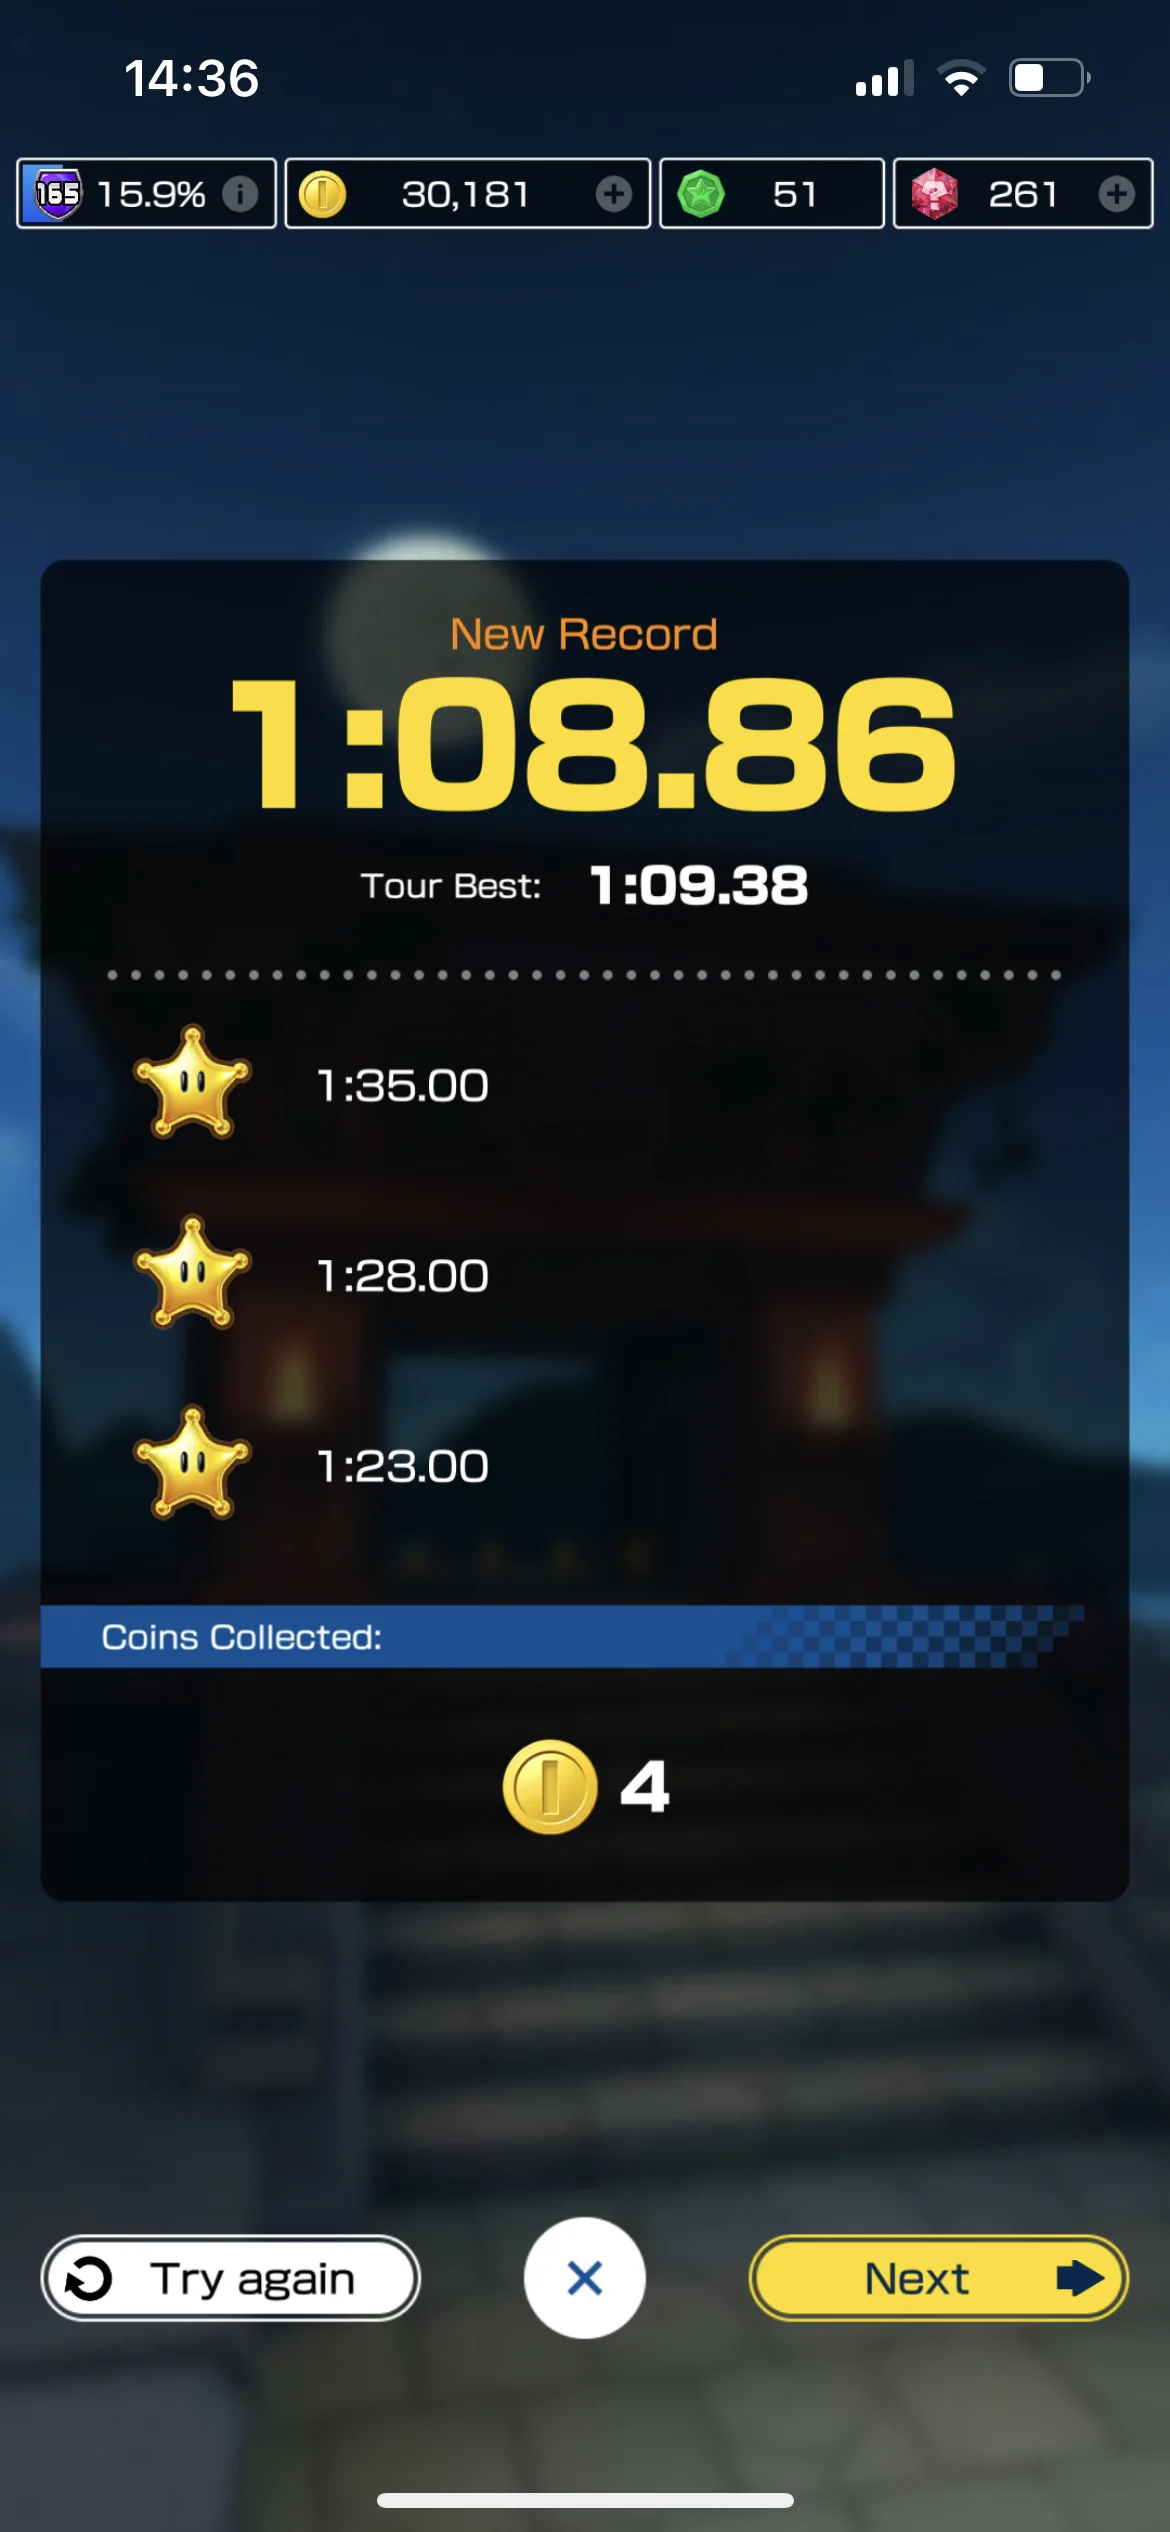 14:36
165 15.9% i 30,181 + 51 ? 261 +
New Record
1:08.86
Tour Best: 1:09.38
1:35.00
1:28.00
1:23.00
Coins Collected:
4
Try again × Next